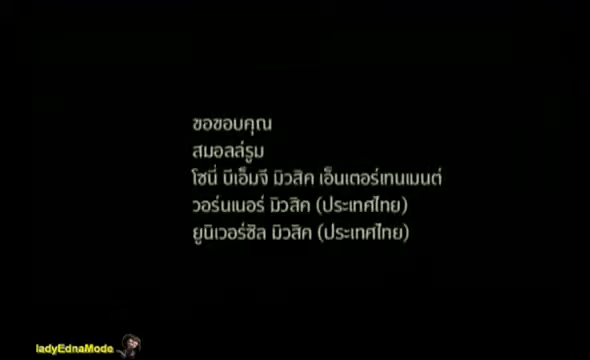 ขอขอบคุณ
สมอลล์รูม
โซนี่ บีเอ็มจี มิวสิค เอ็นเตอร์เทนเมนต์
วอร์นเนอร์ มิวสิค (ประเทศไทย)
ยูนิเวอร์ซิล มิวสิค (ประเทศไทย)
ladyEdnaMode